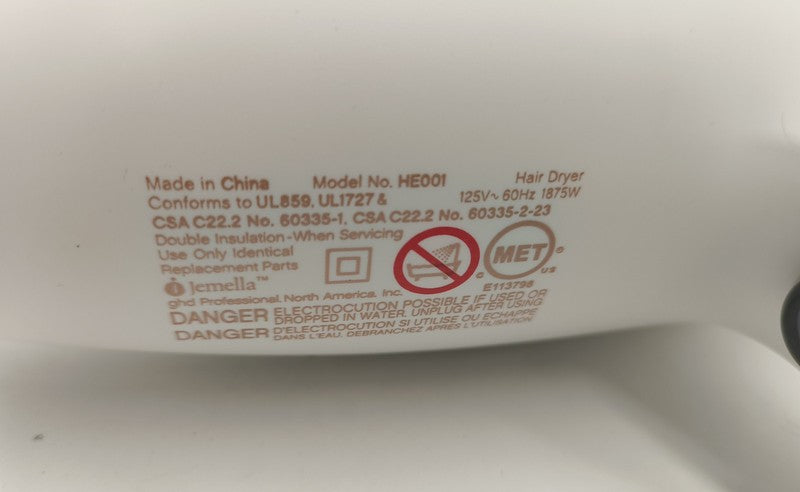 Made in China Model No. HE001 Hair Dryer
Conforms to UL859, UL1727 & 125V~ 60Hz 1875W
CSA C22.2 No. 60335-1, CSA C22.2 No. 60335-2-23
Double Insulation-When Servicing
Use Only Identical
Replacement Parts
Jemella™
ghd Professional, North America, Inc.
MET®
C US
E113798
DANGER ELECTROCUTION POSSIBLE IF USED OR
DROPPED IN WATER. UNPLUG AFTER USING
DANGER D'ELECTROCUTION SI UTILISE OU ECHAPPE
DANS L'EAU. DEBRANCHEZ APRÈS L'UTILISATION.